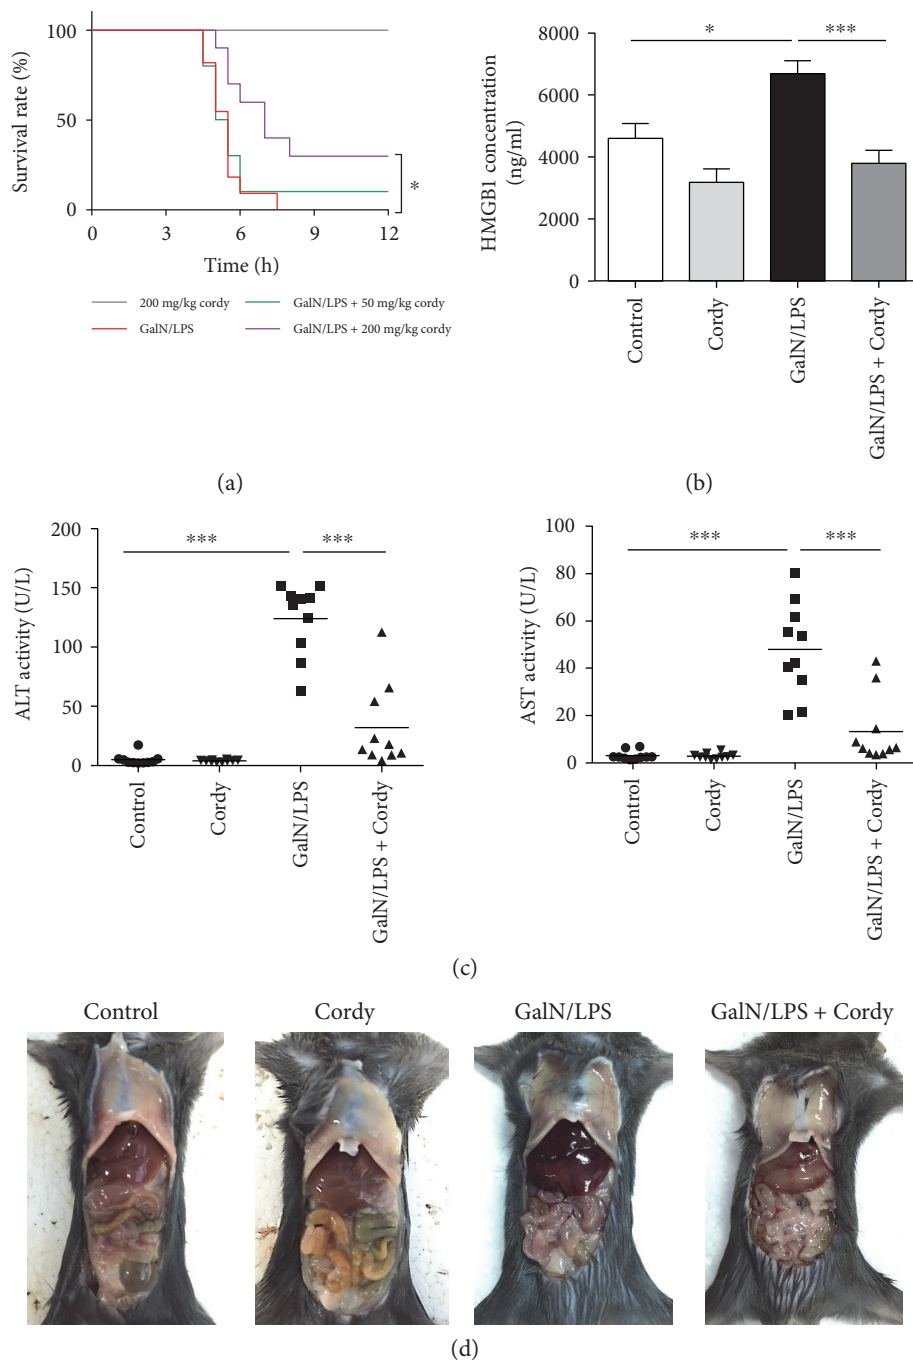 100
50
0
Survival rate (%)
0 3 6 9 12
Time (h)
*
200 mg/kg cordy
GalN/LPS + 50 mg/kg cordy
GalN/LPS
GalN/LPS + 200 mg/kg cordy
(a)
8000
6000
4000
2000
0
HMGB1 concentration
(ng/ml)
* ***
Control
Cordy
GalN/LPS
GalN/LPS + Cordy
(b)
200
150
100
50
0
ALT activity (U/L)
*** ***
Control
Cordy
GalN/LPS
GalN/LPS + Cordy
100
80
60
40
20
0
AST activity (U/L)
*** ***
Control
Cordy
GalN/LPS
GalN/LPS + Cordy
(c)
Control
Cordy
GalN/LPS
GalN/LPS + Cordy
(d)